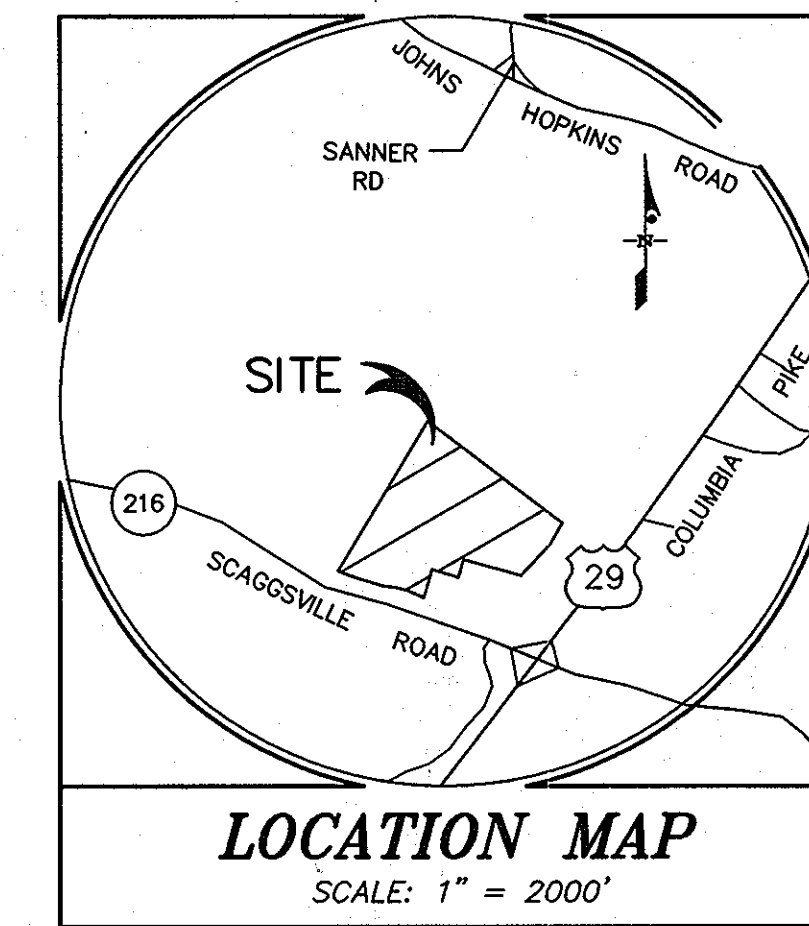 JOHNS HOPKINS ROAD
SANNER
RD
N
SITE
PIKE
COLUMBIA
216
29
SCAGGSVILLE ROAD
LOCATION MAP
SCALE: 1" = 2000'